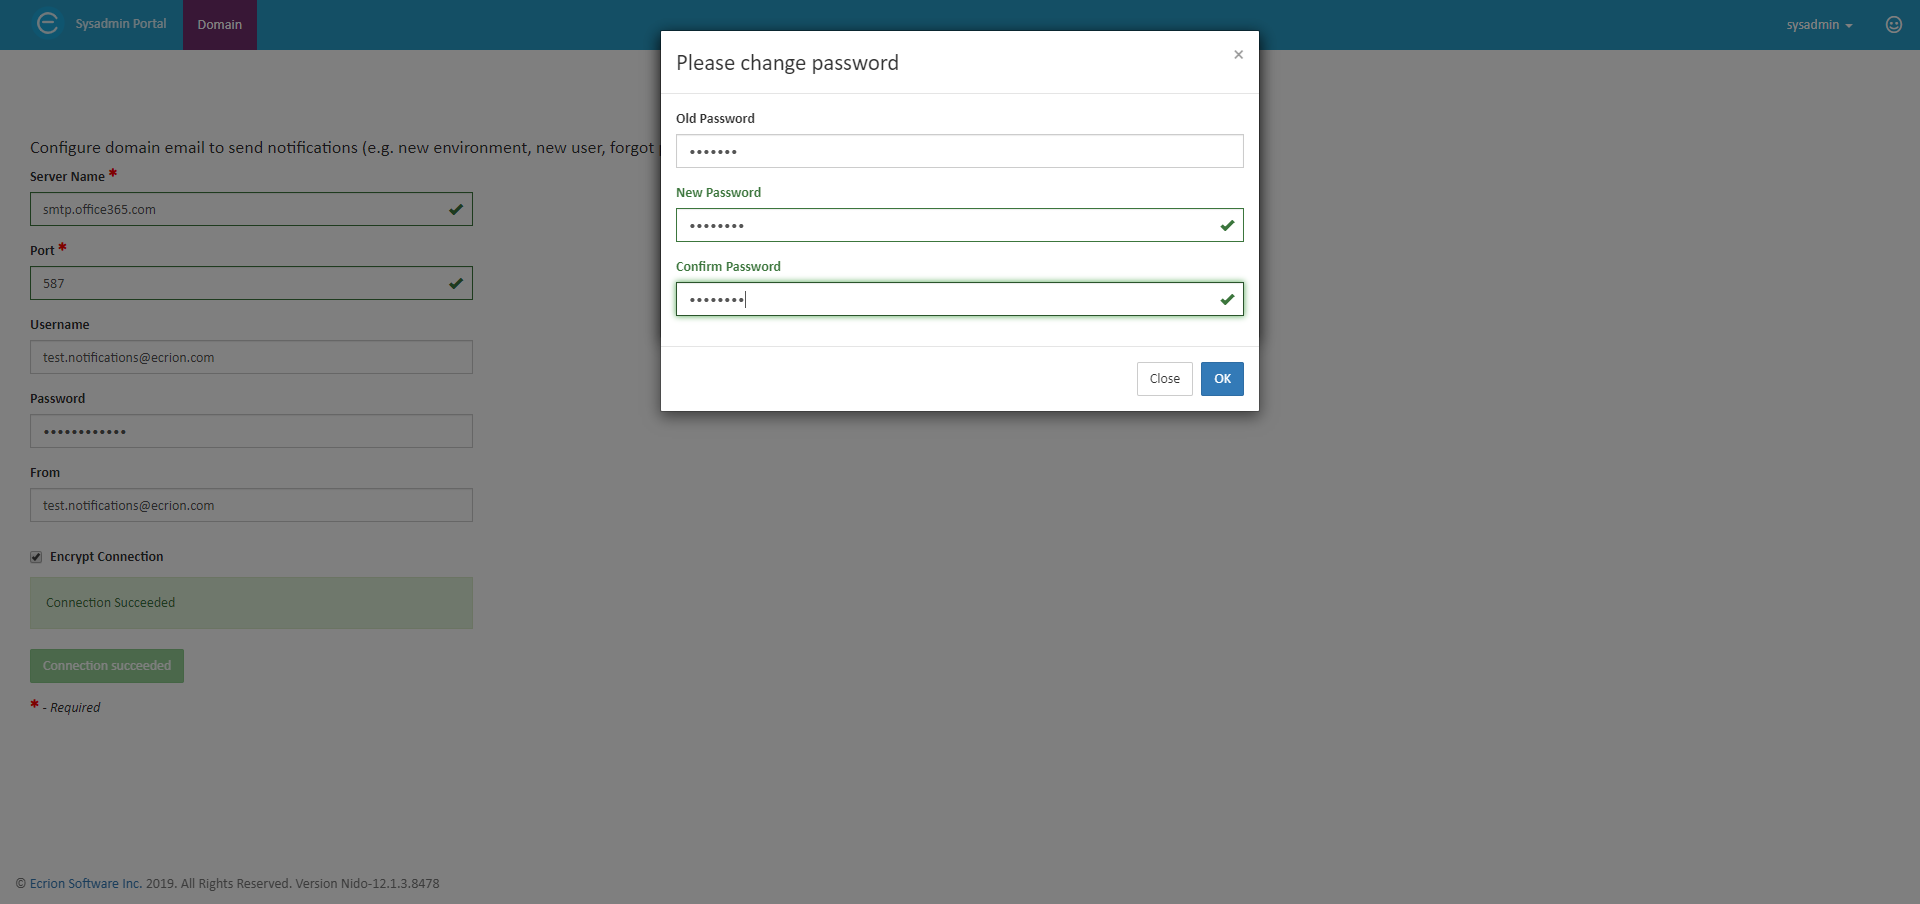 Sysadmin Portal
Domain
sysadmin
Please change password
×
Old Password
•••••••
New Password
••••••••
Confirm Password
••••••••
Close
OK
Configure domain email to send notifications (e.g. new environment, new user, forgot
Server Name *
smtp.office365.com
Port *
587
Username
test.notifications@ecrion.com
Password
••••••••••••
From
test.notifications@ecrion.com
Encrypt Connection
Connection Succeeded
Connection succeeded
* - Required
© Ecrion Software Inc. 2019. All Rights Reserved. Version Nido-12.1.3.8478